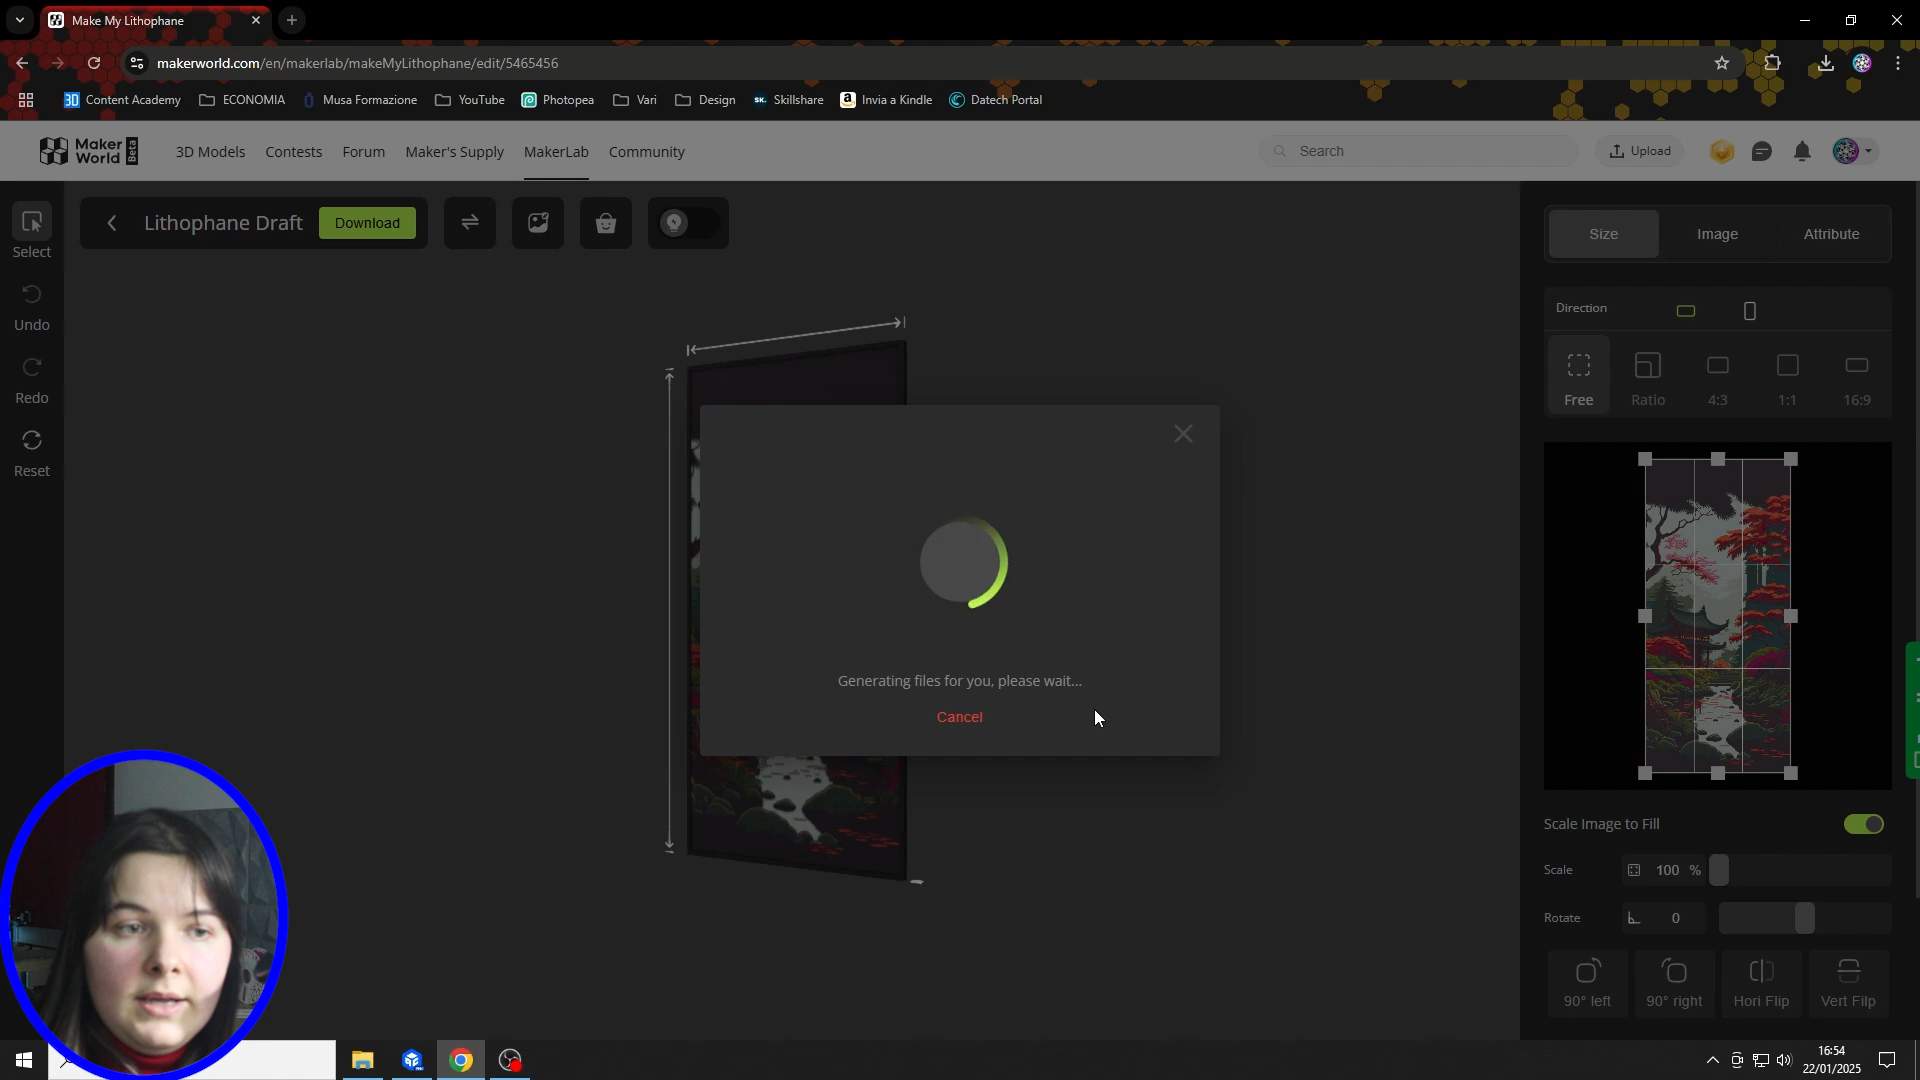 Make My Lithophane
makerworld.com/en/makerlab/makeMyLithophane/edit/5465456
Content Academy
ECONOMIA
Musa Formazione
YouTube
Photopea
Vari
Design
SK.
Skillshare
Invia a Kindle
Datech Portal
Maker
World
Beta
3D Models
Contests
Forum
Maker's Supply
MakerLab
Community
Search
Upload
Select
Lithophane Draft
Download
Size
Image
Attribute
Undo
Direction
Redo
Free
Ratio
4:3
1:1
16:9
Reset
Generating files for you, please wait...
Cancel
Scale Image to Fill
Scale
100 %
Rotate
0
90° left
90° right
Hori Flip
Vert Filp
16:54
22/01/2025